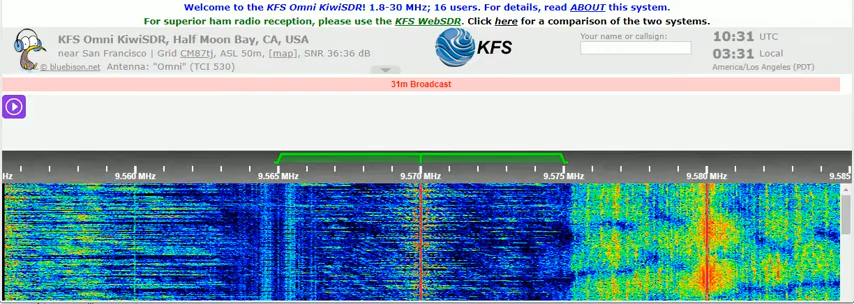 Welcome to the KFS Omni KiwiSDR! 1.8-30 MHz; 16 users. For details, read ABOUT this system.
For superior ham radio reception, please use the KFS WebSDR. Click here for a comparison of the two systems.
KFS Omni KiwiSDR, Half Moon Bay, CA, USA
near San Francisco | Grid CM87tj, ASL 50m, [map], SNR 36:36 dB
© bluebison.net Antenna: "Omni" (TCI 530)
KFS
Your name or callsign:
10:31 UTC
03:31 Local
America/Los Angeles (PDT)
31m Broadcast
Hz 9.560 MHz 9.565 MHz 9.570 MHz 9.575 MHz 9.580 MHz 9.585